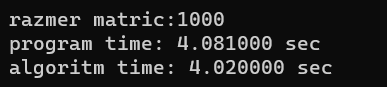 razmer matric:1000
program time: 4.081000 sec
algoritm time: 4.020000 sec